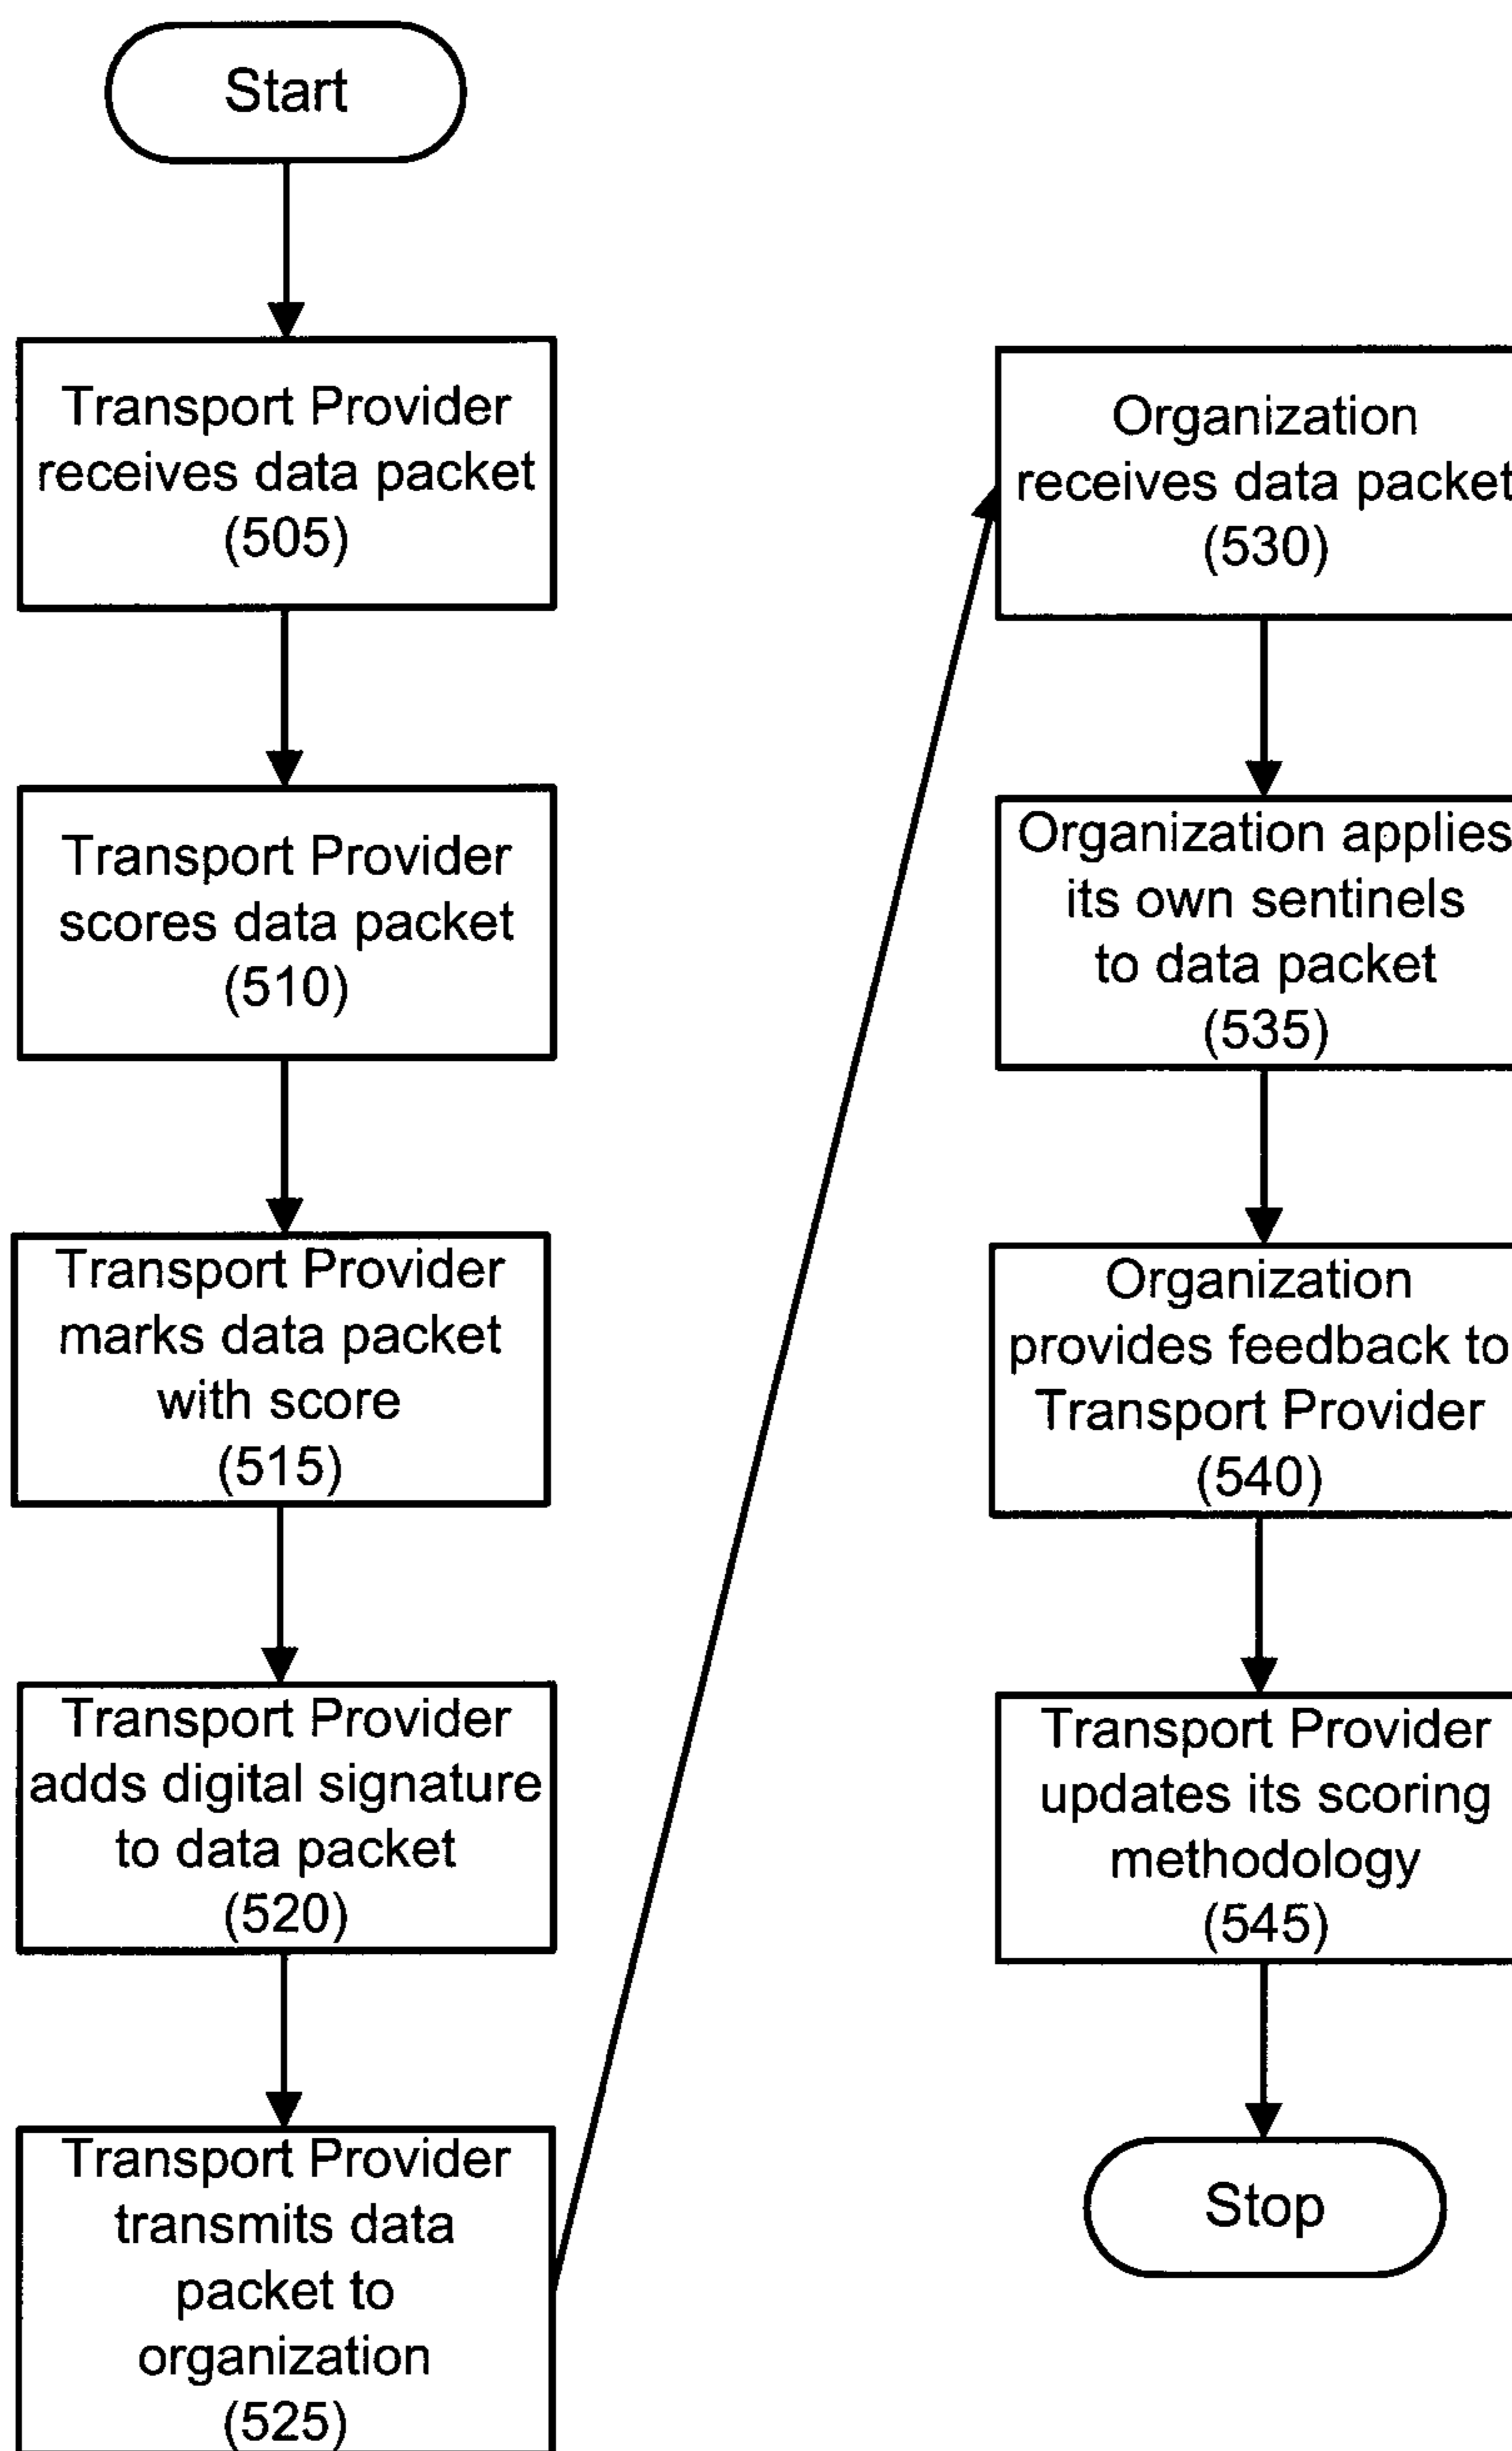 Start
Transport Provider
receives data packet
(505)
Transport Provider
scores data packet
(510)
Transport Provider
marks data packet
with score
(515)
Transport Provider
adds digital signature
to data packet
(520)
Transport Provider
transmits data
packet to
organization
(525)
Organization
receives data packet
(530)
Organization applies
its own sentinels
to data packet
(535)
Organization
provides feedback to
Transport Provider
(540)
Transport Provider
updates its scoring
methodology
(545)
Stop